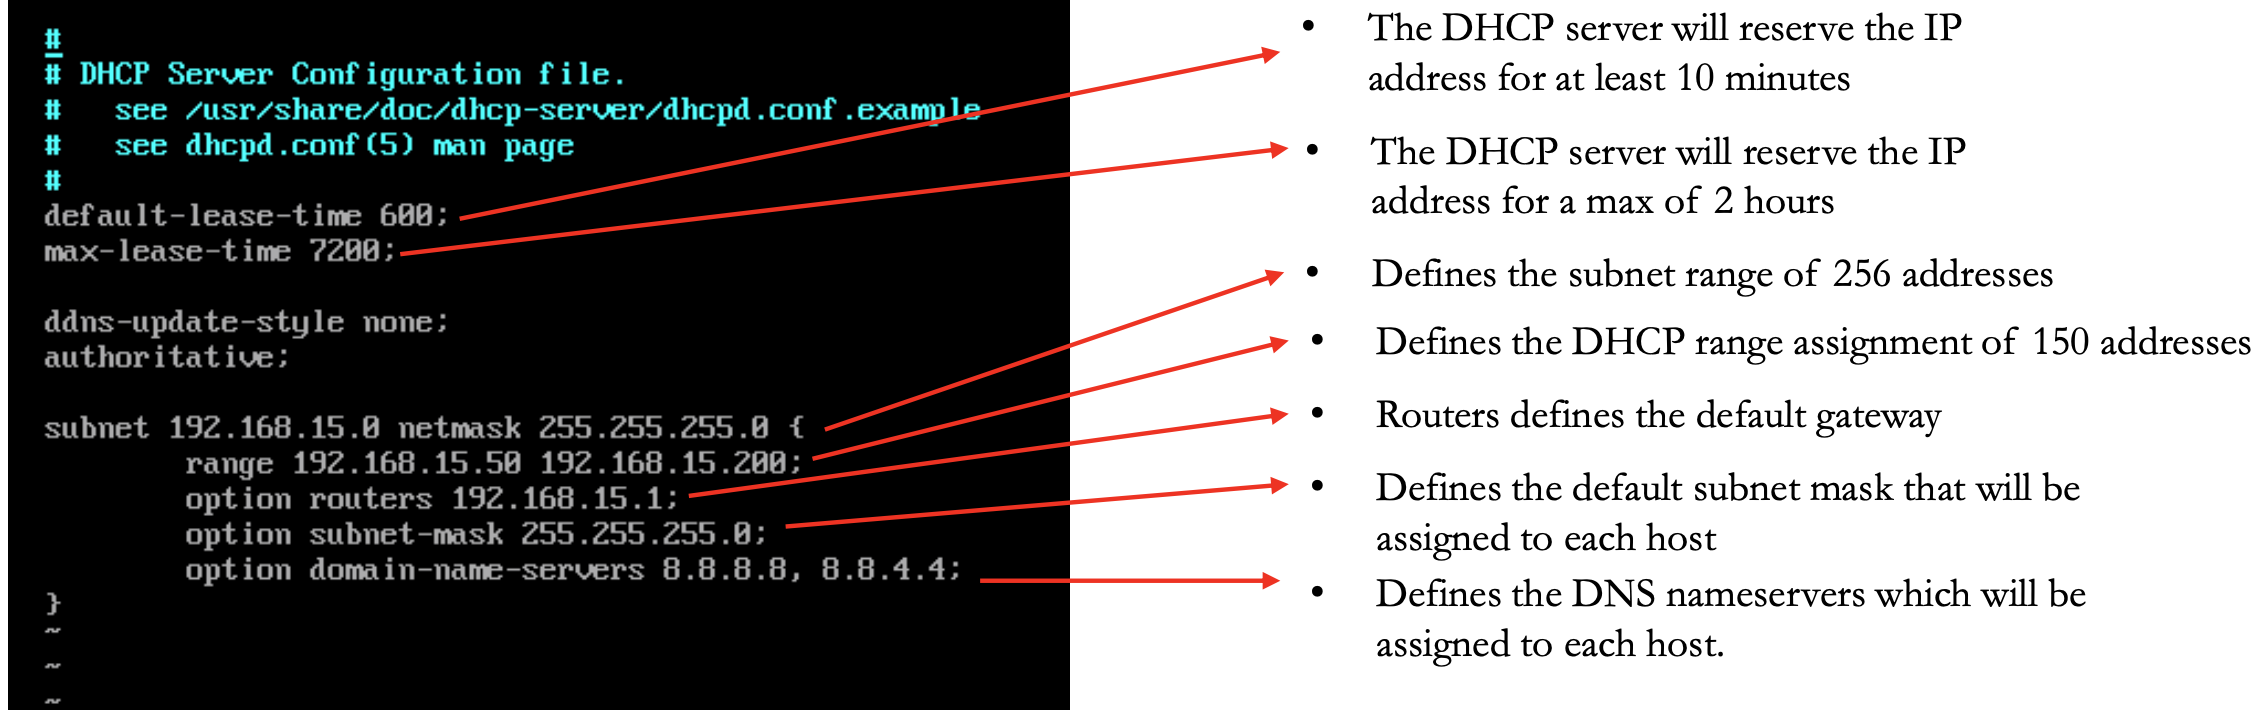 #
# DHCP Server Configuration file.
#   see /usr/share/doc/dhcp-server/dhcpd.conf.example
#   see dhcpd.conf(5) man page
#
default-lease-time 600;
max-lease-time 7200;

ddns-update-style none;
authoritative;

subnet 192.168.15.0 netmask 255.255.255.0 {
        range 192.168.15.50 192.168.15.200;
        option routers 192.168.15.1;
        option subnet-mask 255.255.255.0;
        option domain-name-servers 8.8.8.8, 8.8.4.4;
}
~
~
~
• The DHCP server will reserve the IP
address for at least 10 minutes
• The DHCP server will reserve the IP
address for a max of 2 hours
• Defines the subnet range of 256 addresses
• Defines the DHCP range assignment of 150 addresses
• Routers defines the default gateway
• Defines the default subnet mask that will be
assigned to each host
• Defines the DNS nameservers which will be
assigned to each host.